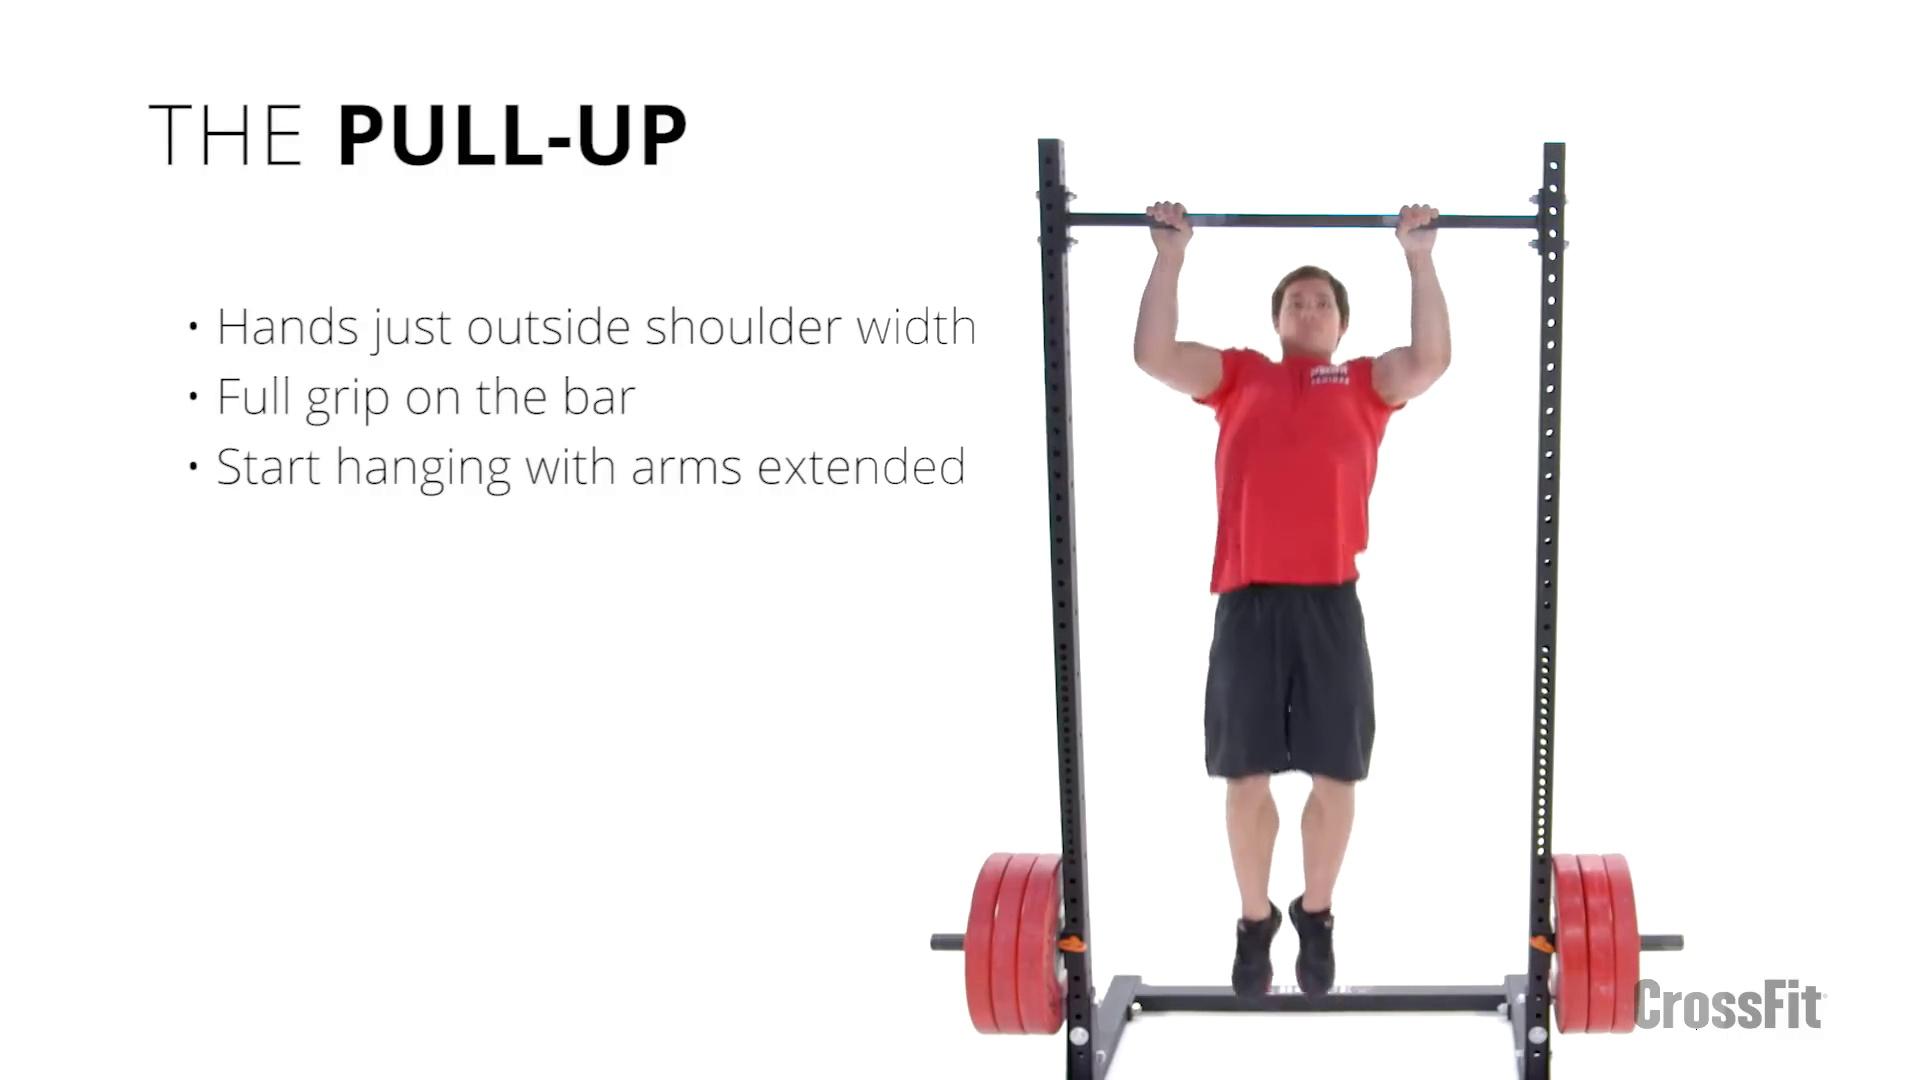 THE PULL-UP
• Hands just outside shoulder width
• Full grip on the bar
• Start hanging with arms extended
CrossFit